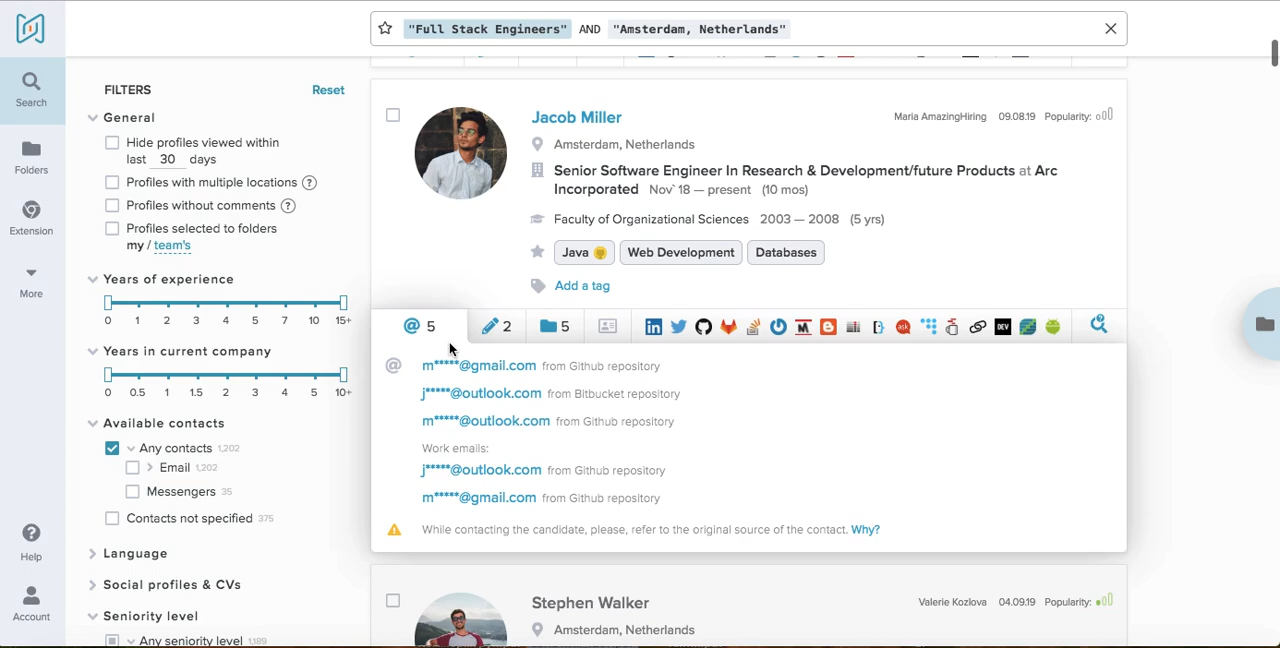 "Full Stack Engineers" AND "Amsterdam, Netherlands"
Search
Folders
Extension
More
Help
Account
FILTERS Reset
General
Hide profiles viewed within
last 30 days
Profiles with multiple locations ?
Profiles without comments ?
Profiles selected to folders
my / team's
Years of experience
0 1 2 3 4 5 7 10 15+
Years in current company
0 0.5 1 1.5 2 3 4 5 10+
Available contacts
Any contacts 1,202
Email 1,202
Messengers 35
Contacts not specified 375
Language
Social profiles & CVs
Seniority level
Any seniority level 1,189
Jacob Miller Maria AmazingHiring 09.08.19 Popularity:
Amsterdam, Netherlands
Senior Software Engineer In Research & Development/future Products at Arc
Incorporated Nov` 18 — present (10 mos)
Faculty of Organizational Sciences 2003 — 2008 (5 yrs)
Java Web Development Databases
Add a tag
@ 5 2 5 in M ask DEV
@ m*****@gmail.com from Github repository
j*****@outlook.com from Bitbucket repository
m*****@outlook.com from Github repository
Work emails:
j*****@outlook.com from Github repository
m*****@gmail.com from Github repository
While contacting the candidate, please, refer to the original source of the contact. Why?
Stephen Walker Valerie Kozlova 04.09.19 Popularity:
Amsterdam, Netherlands